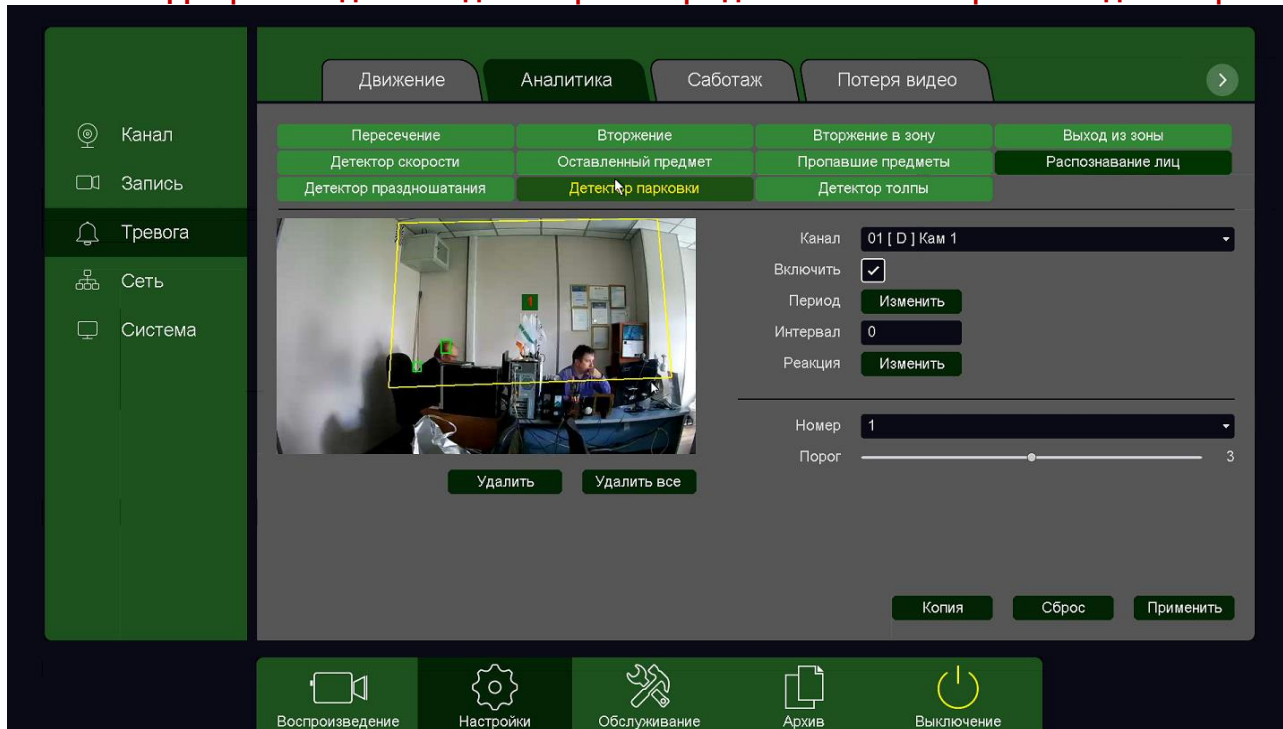 Движение Аналитика Саботаж Потеря видео
Канал
Запись
Тревога
Сеть
Система
Пересечение Вторжение Вторжение в зону Выход из зоны
Детектор скорости Оставленный предмет Пропавшие предметы Распознавание лиц
Детектор праздношатания Детектор парковки Детектор толпы
1
Канал 01 [ D ] Кам 1
Включить
Период Изменить
Интервал 0
Реакция Изменить
Номер 1
Порог 3
Удалить Удалить все
Копия Сброс Применить
Воспроизведение Настройки Обслуживание Архив Выключение